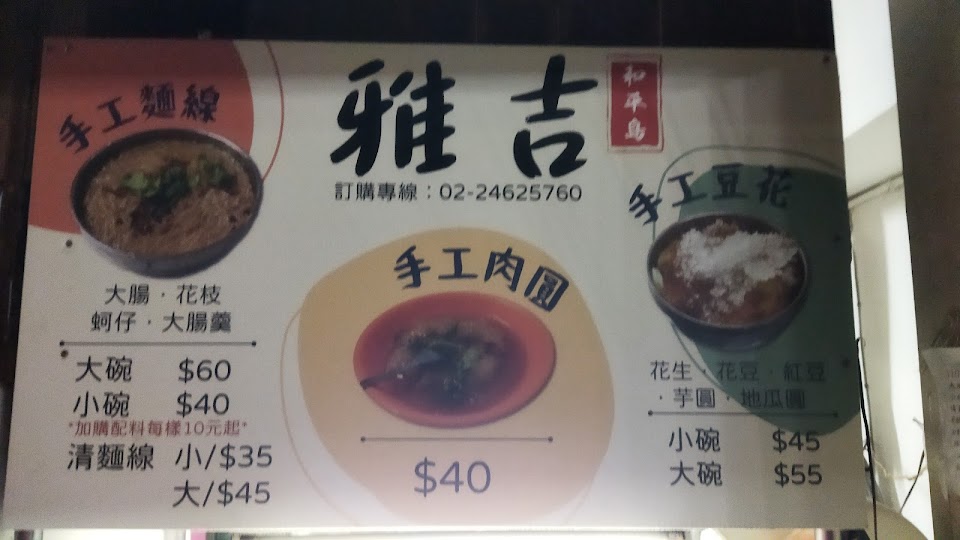 雅吉
和平島
訂購專線：02-24625760
手工麵線
大腸．花枝
蚵仔．大腸羹
大碗 $60
小碗 $40
*加購配料每樣10元起*
清麵線 小/$35
大/$45
手工肉圓
$40
手工豆花
花生．花豆．紅豆
．芋圓．地瓜圓
小碗 $45
大碗 $55